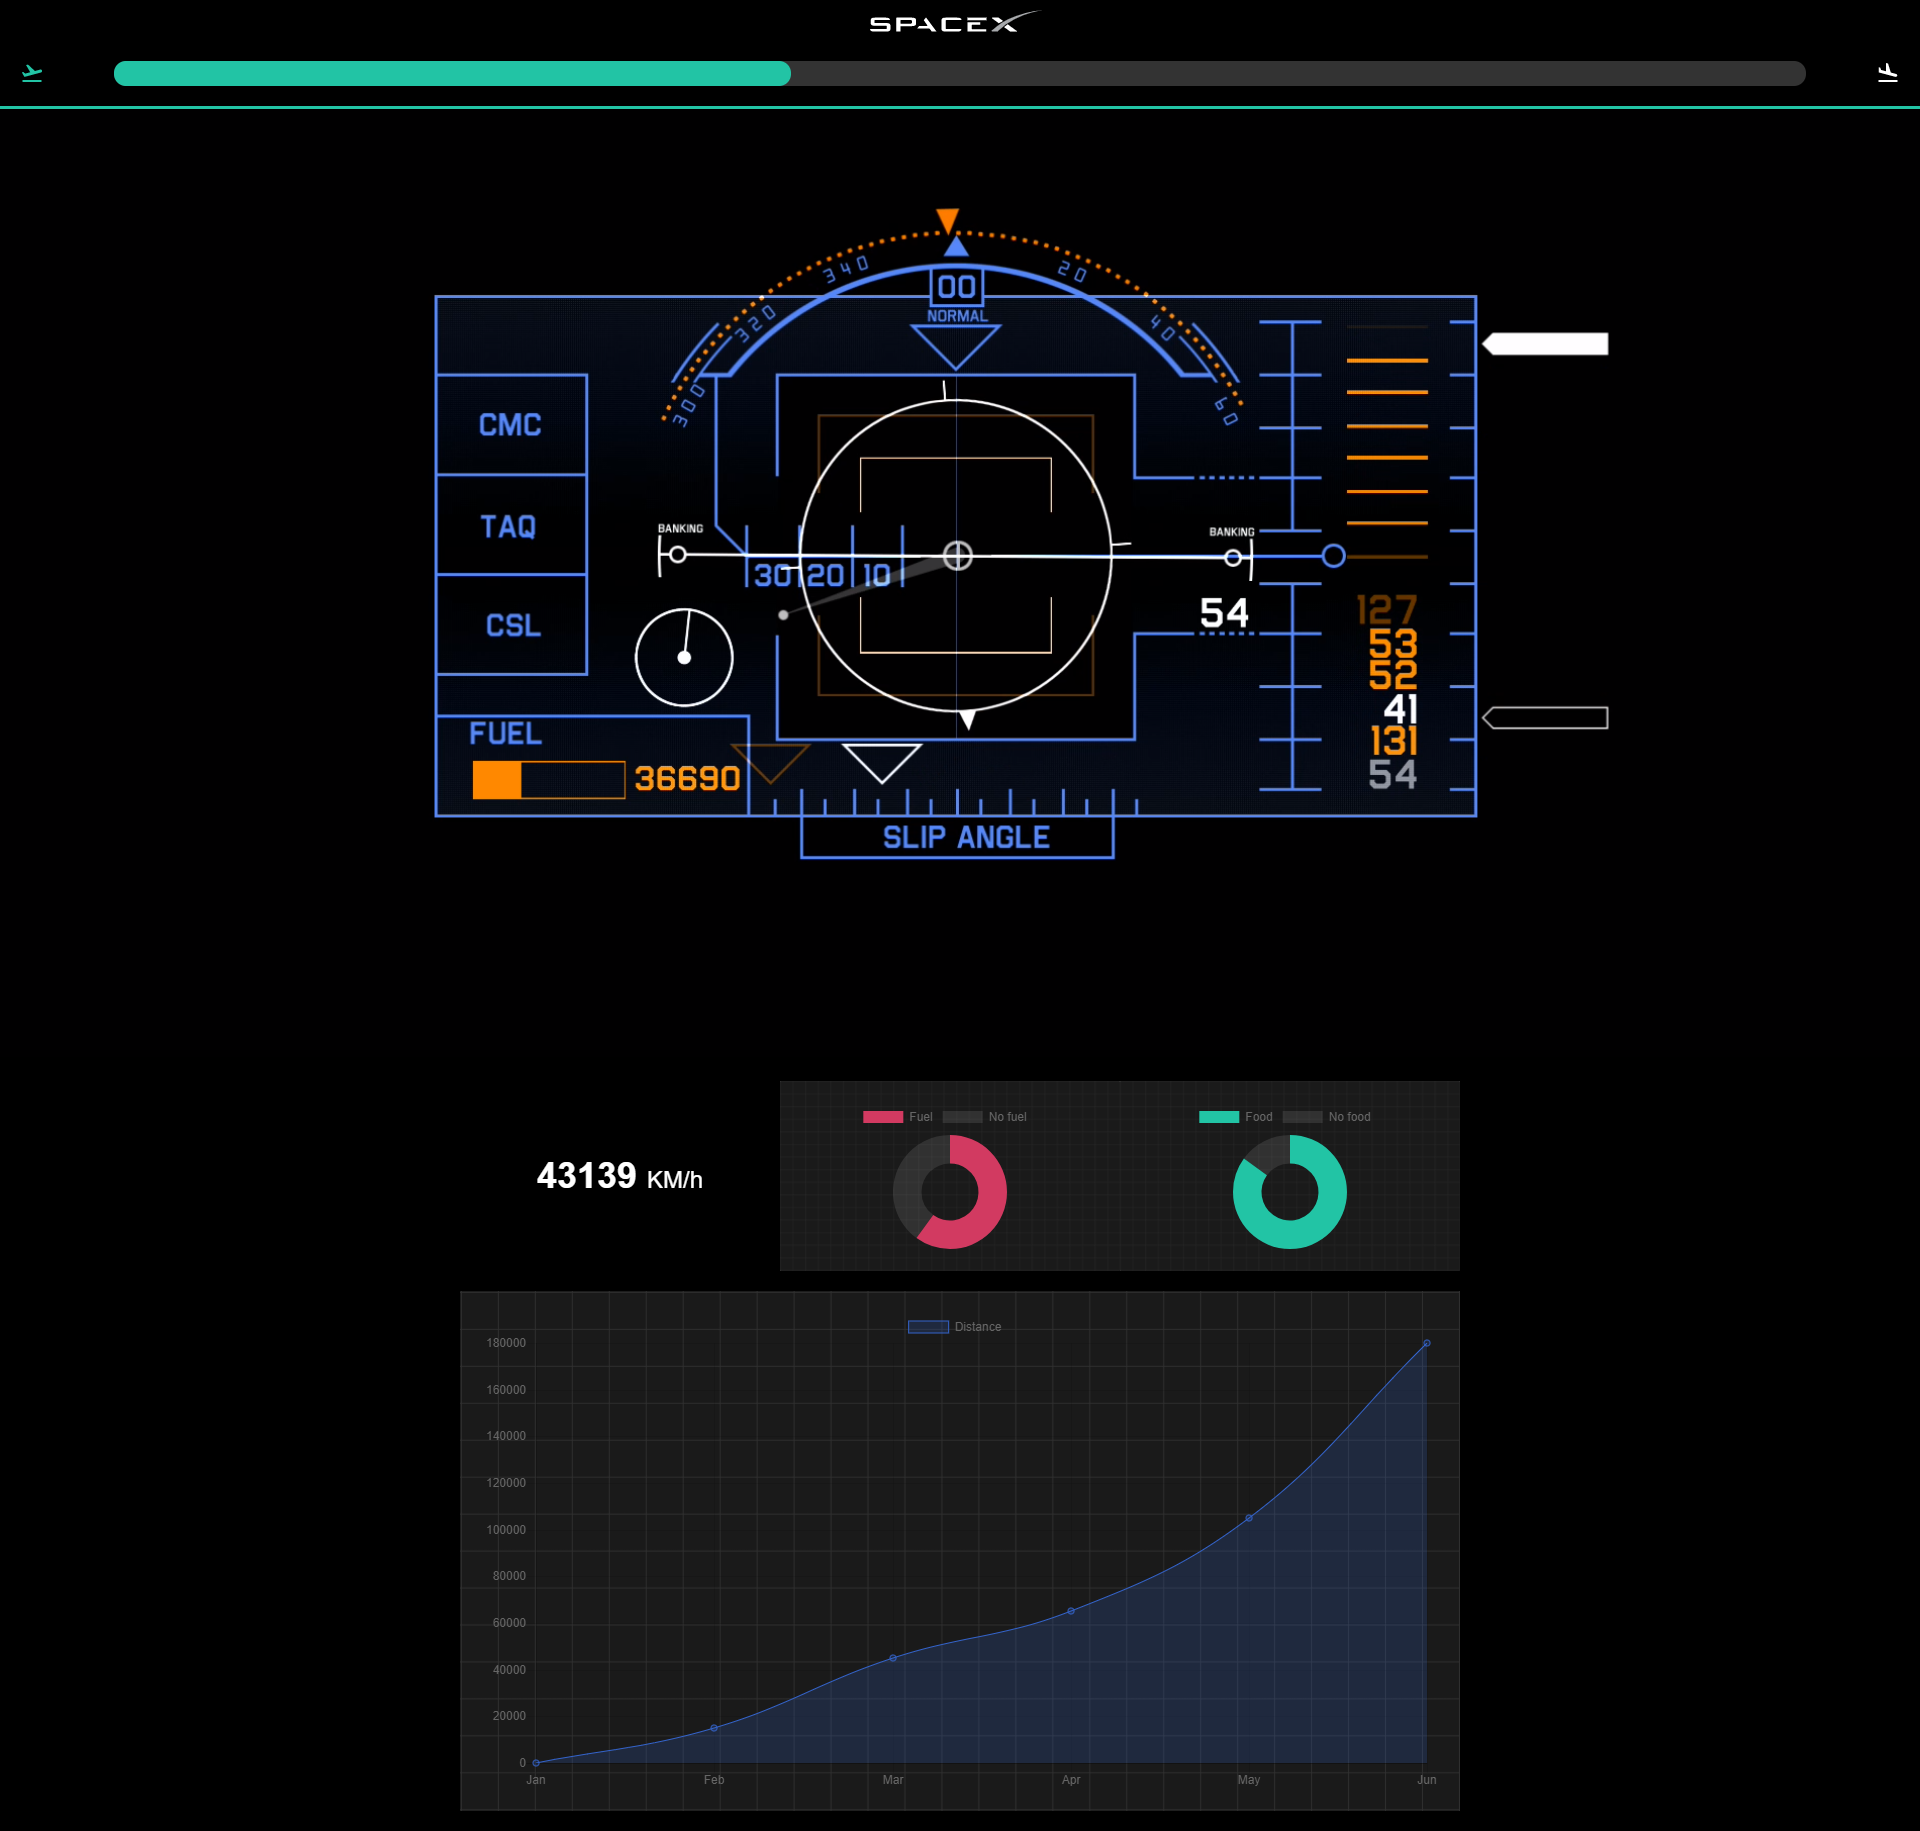 SPACEX
340
20
00
NORMAL
320
40
300
60
CMC
TAQ
CSL
BANKING
BANKING
30 20 10
54
127
53
52
41
131
54
FUEL
36690
SLIP ANGLE
43139 KM/h
Fuel No fuel
Food No food
Distance
180000
160000
140000
120000
100000
80000
60000
40000
20000
0
Jan Feb Mar Apr May Jun